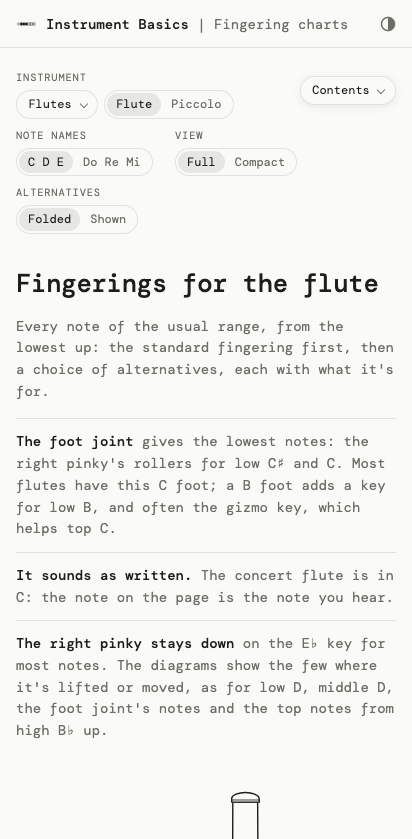 Instrument Basics | Fingering charts
INSTRUMENT
Flutes Flute Piccolo
Contents
NOTE NAMES
C D E Do Re Mi
VIEW
Full Compact
ALTERNATIVES
Folded Shown
Fingerings for the flute
Every note of the usual range, from the
lowest up: the standard fingering first, then
a choice of alternatives, each with what it's
for.
The foot joint gives the lowest notes: the
right pinky's rollers for low C♯ and C. Most
flutes have this C foot; a B foot adds a key
for low B, and often the gizmo key, which
helps top C.
It sounds as written. The concert flute is in
C: the note on the page is the note you hear.
The right pinky stays down on the E♭ key for
most notes. The diagrams show the few where
it's lifted or moved, as for low D, middle D,
the foot joint's notes and the top notes from
high B♭ up.